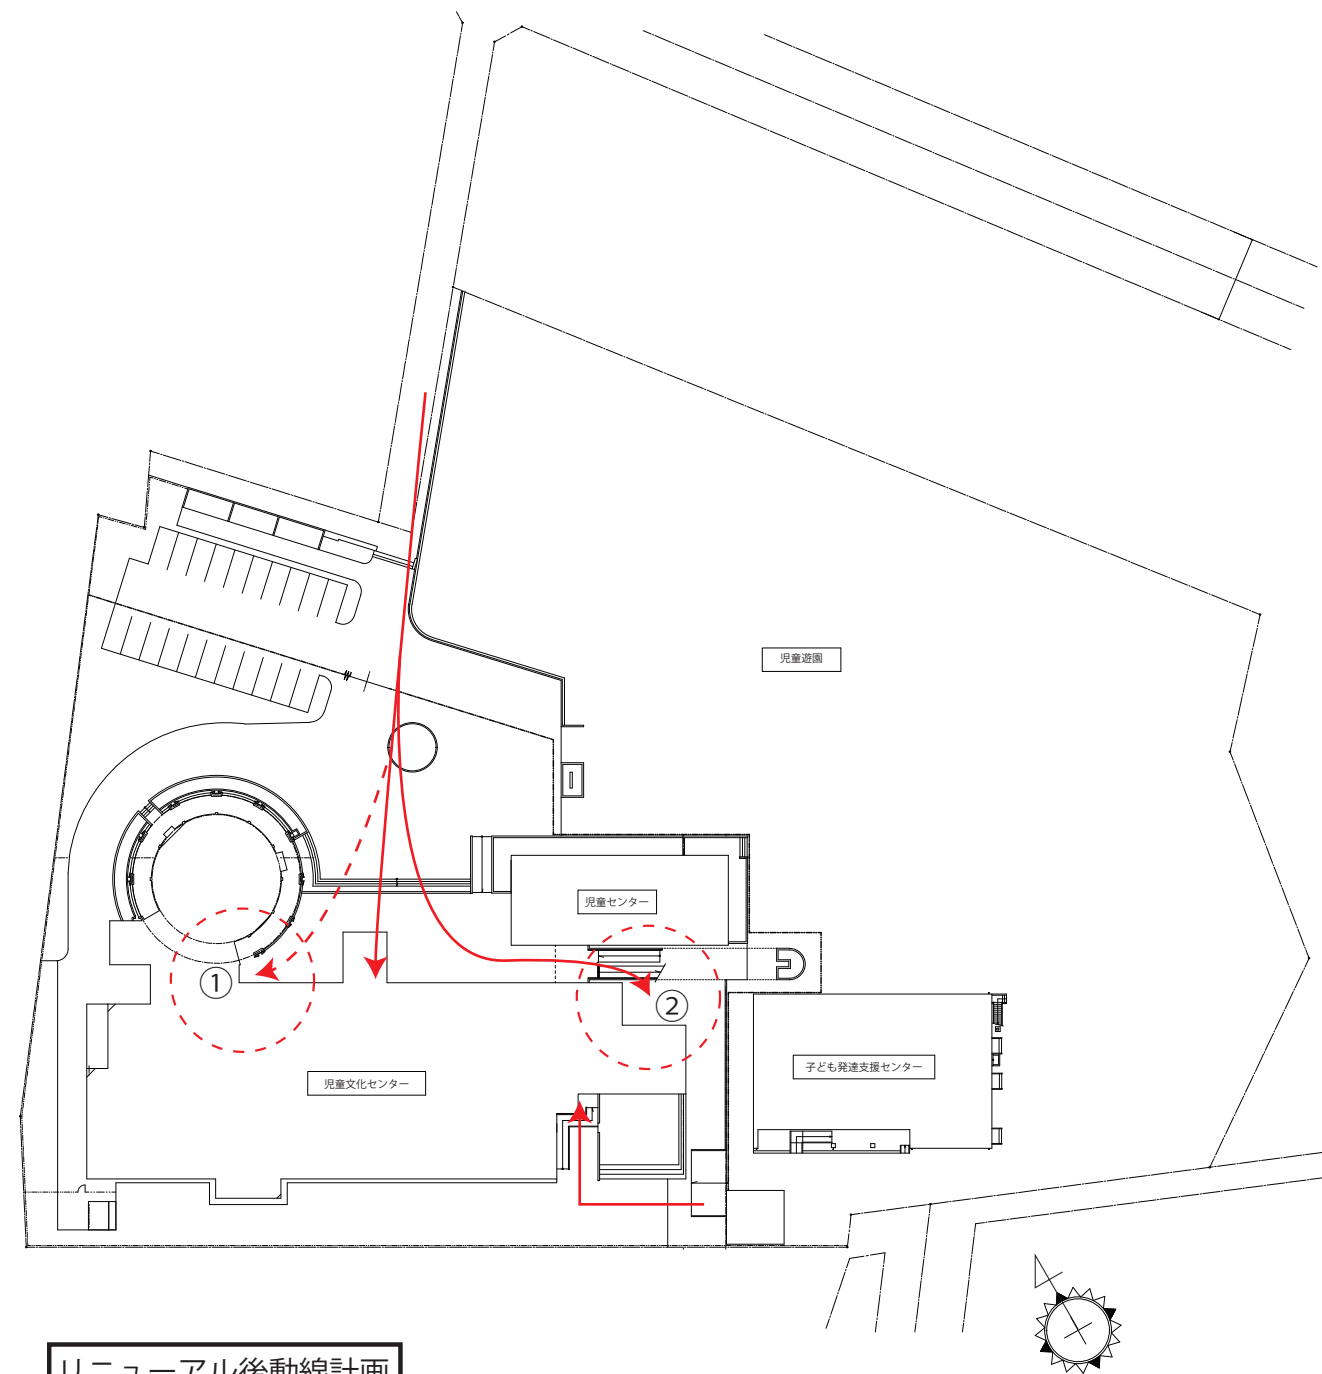 児童遊園
児童センター
①
②
子ども発達支援センター
児童文化センター
リニューアル後動線計画